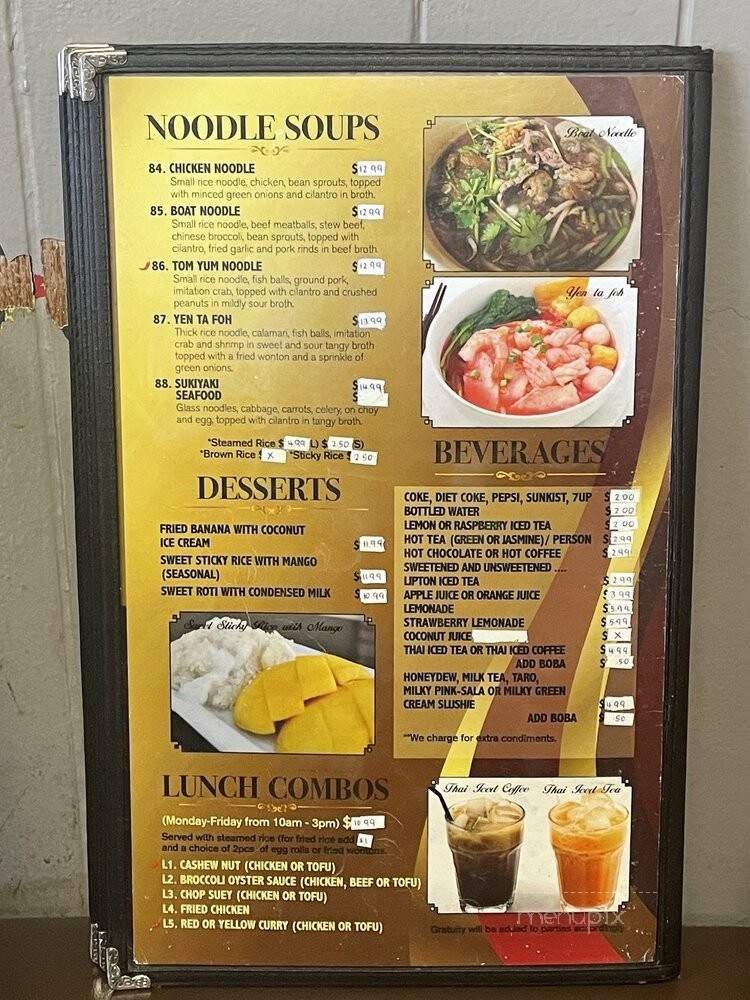 NOODLE SOUPS
84. CHICKEN NOODLE $12.99
Small rice noodle, chicken, bean sprouts, topped
with minced green onions and cilantro in broth.
85. BOAT NOODLE $12.99
Small rice noodle, beef meatballs, stew beef,
chinese broccoli, bean sprouts, topped with
cilantro, fried garlic and pork rinds in beef broth.
86. TOM YUM NOODLE $12.99
Small rice noodle, fish balls, ground pork,
imitation crab, topped with cilantro and crushed
peanuts in mildly sour broth.
87. YEN TA FOH $13.99
Thick rice noodle, calamari, fish balls, imitation
crab and shrimp in sweet and sour tangy broth
topped with a fried wonton and a sprinkle of
green onions.
88. SUKIYAKI $14.99
SEAFOOD $
Glass noodles, cabbage, carrots, celery, on choy
and egg, topped with cilantro in tangy broth.
*Steamed Rice $4.99 L) $2.50 (S)
*Brown Rice $X *Sticky Rice $2.50
DESSERTS
FRIED BANANA WITH COCONUT
ICE CREAM $11.99
SWEET STICKY RICE WITH MANGO
(SEASONAL) $11.99
SWEET ROTI WITH CONDENSED MILK $10.99
Sweet Sticky Rice with Mango
LUNCH COMBOS
(Monday-Friday from 10am - 3pm) $10.99
Served with steamed rice (for fried rice add $1
and a choice of 2pcs of egg rolls or fried wontons.
L1. CASHEW NUT (CHICKEN OR TOFU)
L2. BROCCOLI OYSTER SAUCE (CHICKEN, BEEF OR TOFU)
L3. CHOP SUEY (CHICKEN OR TOFU)
L4. FRIED CHICKEN
L5. RED OR YELLOW CURRY (CHICKEN OR TOFU)
Boat Noodle
Yen ta foh
BEVERAGES
COKE, DIET COKE, PEPSI, SUNKIST, 7UP $2.00
BOTTLED WATER $2.00
LEMON OR RASPBERRY ICED TEA $2.00
HOT TEA (GREEN OR JASMINE)/ PERSON $2.99
HOT CHOCOLATE OR HOT COFFEE $2.99
SWEETENED AND UNSWEETENED ....
LIPTON ICED TEA $2.99
APPLE JUICE OR ORANGE JUICE $3.99
LEMONADE $5.99
STRAWBERRY LEMONADE $5.99
COCONUT JUICE $X
THAI ICED TEA OR THAI ICED COFFEE $4.99
ADD BOBA $.50
HONEYDEW, MILK TEA, TARO,
MILKY PINK-SALA OR MILKY GREEN
CREAM SLUSHIE $4.99
ADD BOBA $.50
**We charge for extra condiments.
Thai Iced Coffee Thai Iced Tea
menupix
Gratuity will be added to parties accordingly